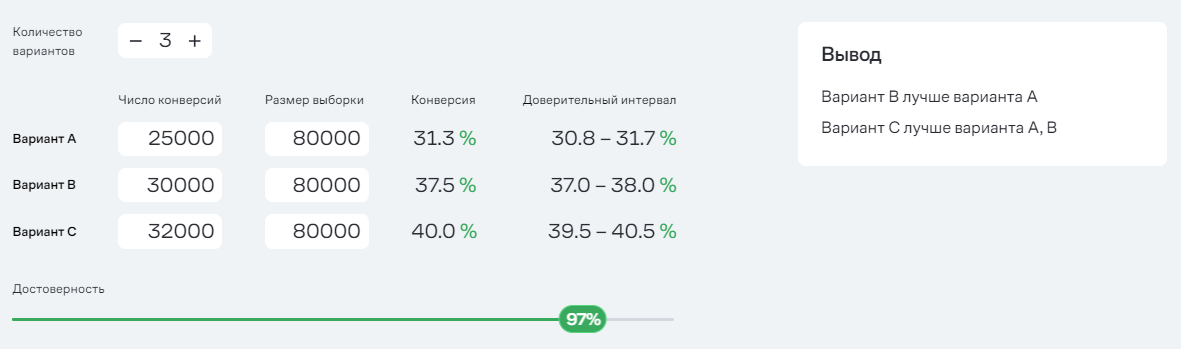 Количество
вариантов
− 3 +
Вывод
Вариант B лучше варианта A
Вариант C лучше варианта A, B
Число конверсий Размер выборки Конверсия Доверительный интервал
Вариант A 25000 80000 31.3 % 30.8 – 31.7 %
Вариант B 30000 80000 37.5 % 37.0 – 38.0 %
Вариант C 32000 80000 40.0 % 39.5 – 40.5 %
Достоверность
97%